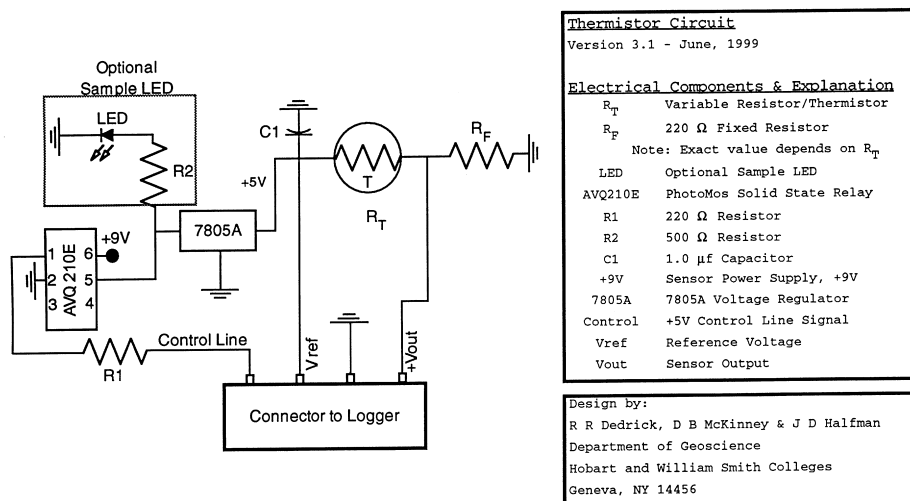 Optional
Sample LED
LED
R2
C1
+5V
T
R_T
R_F
7805A
+9V
AVQ210E
1
2
3
6
5
4
R1
Control Line
Vref
+Vout
Connector to Logger
Thermistor Circuit
Version 3.1 - June, 1999
Electrical Components & Explanation
R_T Variable Resistor/Thermistor
R_F 220 Ω Fixed Resistor
Note: Exact value depends on R_T
LED Optional Sample LED
AVQ210E PhotoMos Solid State Relay
R1 220 Ω Resistor
R2 500 Ω Resistor
C1 1.0 μf Capacitor
+9V Sensor Power Supply, +9V
7805A 7805A Voltage Regulator
Control +5V Control Line Signal
Vref Reference Voltage
Vout Sensor Output
Design by:
R R Dedrick, D B McKinney & J D Halfman
Department of Geoscience
Hobart and William Smith Colleges
Geneva, NY 14456